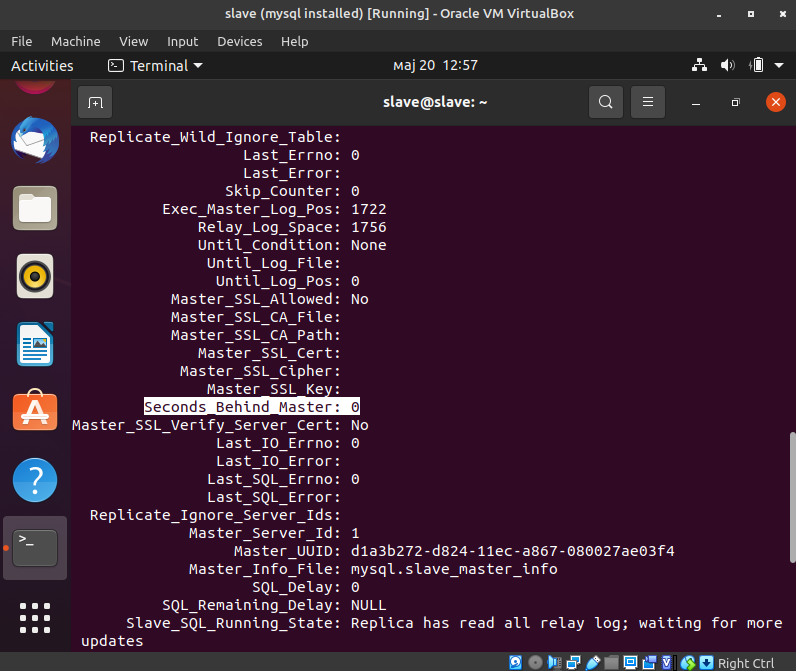 slave (mysql installed) [Running] - Oracle VM VirtualBox
File Machine View Input Devices Help
Activities Terminal мај 20 12:57
slave@slave: ~
Replicate_Wild_Ignore_Table:
Last_Errno: 0
Last_Error:
Skip_Counter: 0
Exec_Master_Log_Pos: 1722
Relay_Log_Space: 1756
Until_Condition: None
Until_Log_File:
Until_Log_Pos: 0
Master_SSL_Allowed: No
Master_SSL_CA_File:
Master_SSL_CA_Path:
Master_SSL_Cert:
Master_SSL_Cipher:
Master_SSL_Key:
Seconds_Behind_Master: 0
Master_SSL_Verify_Server_Cert: No
Last_IO_Errno: 0
Last_IO_Error:
Last_SQL_Errno: 0
Last_SQL_Error:
Replicate_Ignore_Server_Ids:
Master_Server_Id: 1
Master_UUID: d1a3b272-d824-11ec-a867-080027ae03f4
Master_Info_File: mysql.slave_master_info
SQL_Delay: 0
SQL_Remaining_Delay: NULL
Slave_SQL_Running_State: Replica has read all relay log; waiting for more
updates
Right Ctrl